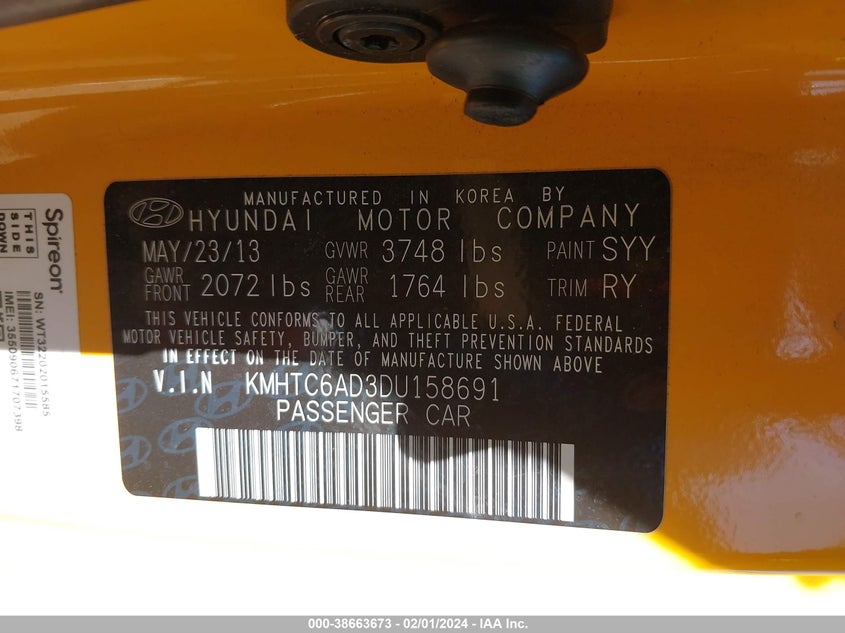 MANUFACTURED IN KOREA BY
HYUNDAI MOTOR COMPANY
MAY/23/13 GVWR 3748 lbs PAINT SYY
GAWR FRONT 2072 lbs GAWR REAR 1764 lbs TRIM RY
THIS VEHICLE CONFORMS TO ALL APPLICABLE U.S.A. FEDERAL
MOTOR VEHICLE SAFETY, BUMPER, AND THEFT PREVENTION STANDARDS
IN EFFECT ON THE DATE OF MANUFACTURE SHOWN ABOVE
V.I.N KMHTC6AD3DU158691
PASSENGER CAR
Spireon
THIS
SIDE
DOWN
000-38663673 - 02/01/2024 - IAA Inc.